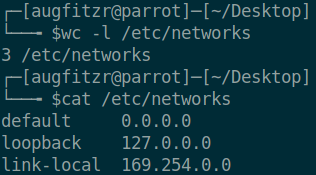 ┌─[augfitzr@parrot]─[~/Desktop]
└──╼ $wc -l /etc/networks
3 /etc/networks
┌─[augfitzr@parrot]─[~/Desktop]
└──╼ $cat /etc/networks
default     0.0.0.0
loopback    127.0.0.0
link-local  169.254.0.0